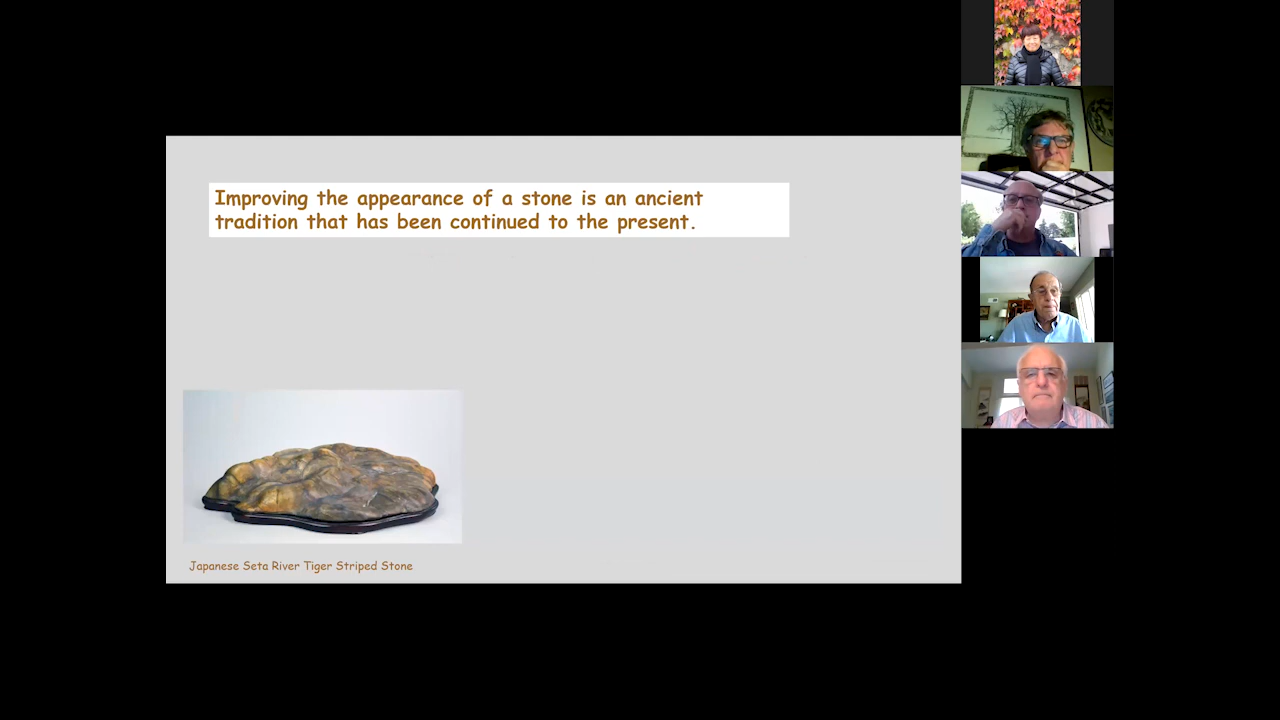 Improving the appearance of a stone is an ancient
tradition that has been continued to the present.
Japanese Seta River Tiger Striped Stone